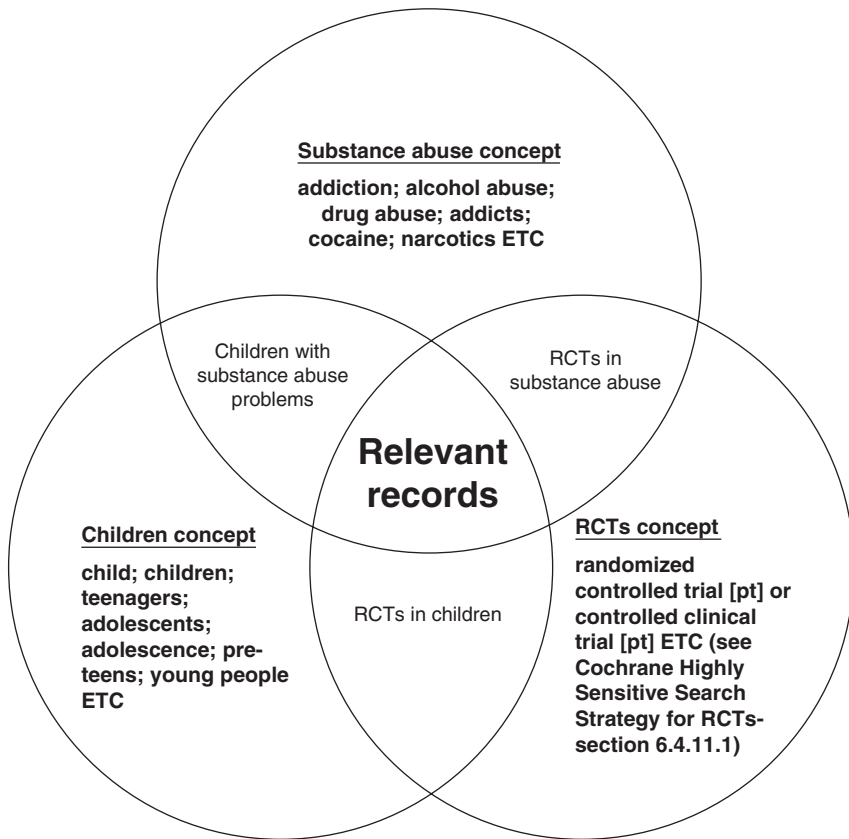 Substance abuse concept
addiction; alcohol abuse;
drug abuse; addicts;
cocaine; narcotics ETC
Children with
substance abuse
problems
RCTs in
substance abuse
Relevant
records
Children concept
child; children;
teenagers;
adolescents;
adolescence; pre-
teens; young people
ETC
RCTs in children
RCTs concept
randomized
controlled trial [pt] or
controlled clinical
trial [pt] ETC (see
Cochrane Highly
Sensitive Search
Strategy for RCTs-
section 6.4.11.1)